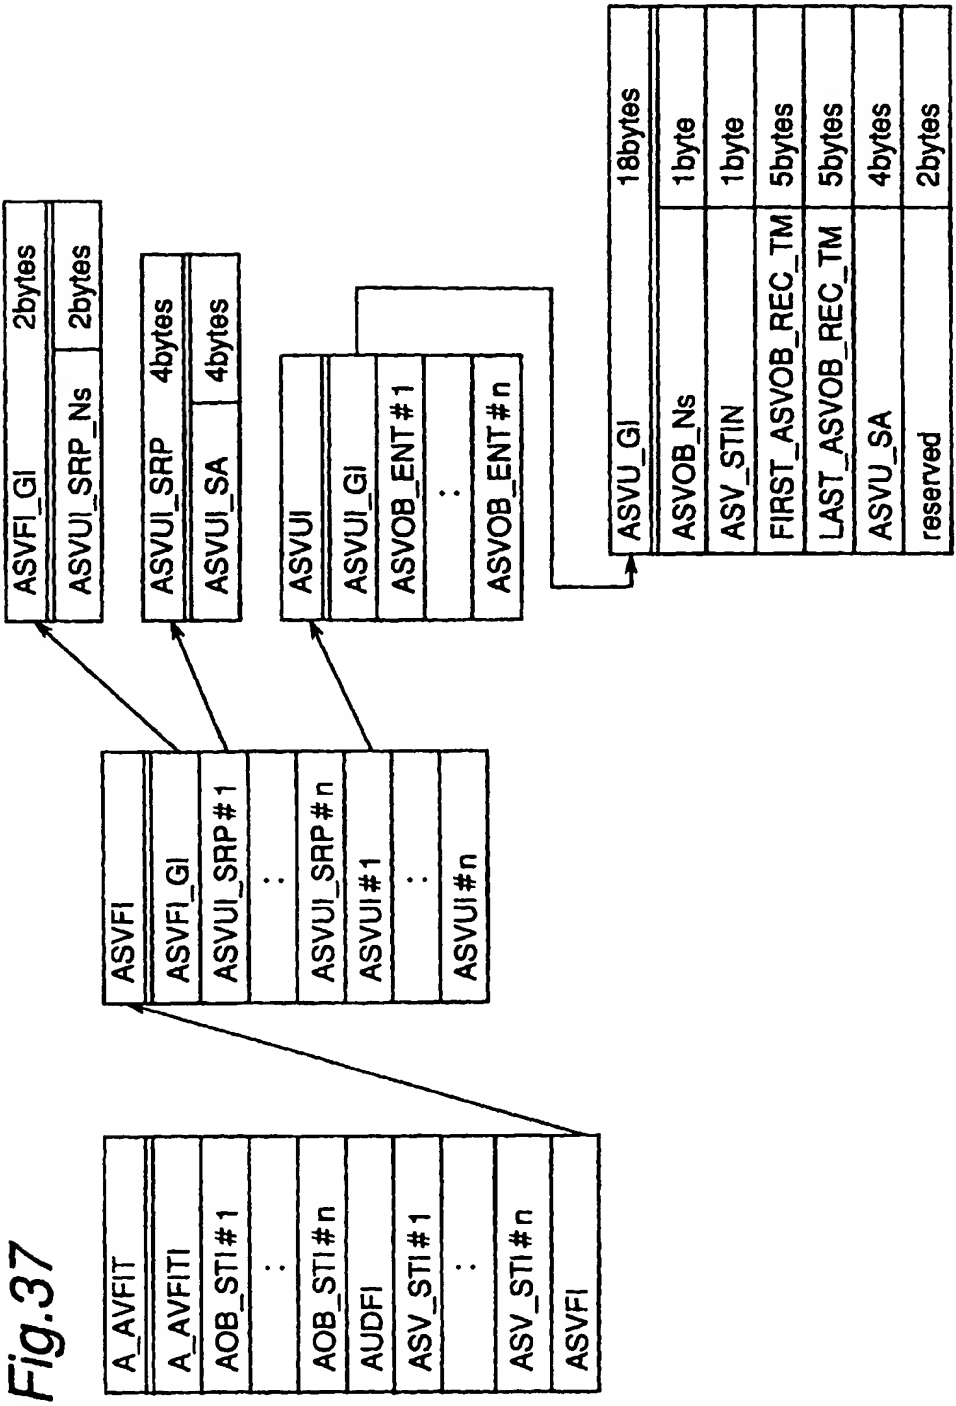 Fig.37
A_AVFIT
A_AVFITI
AOB_STI#1
:
AOB_STI#n
AUDFI
ASV_STI#1
:
ASV_STI#n
ASVFI
ASVFI
ASVFI_GI
ASVUI_SRP#1
:
ASVUI_SRP#n
ASVUI#1
:
ASVUI#n
ASVFI_GI 2bytes
ASVUI_SRP_Ns 2bytes
ASVUI_SRP 4bytes
ASVUI_SA 4bytes
ASVUI
ASVUI_GI
ASVOB_ENT#1
:
ASVOB_ENT#n
ASVU_GI 18bytes
ASVOB_Ns 1byte
ASV_STIN 1byte
FIRST_ASVOB_REC_TM 5bytes
LAST_ASVOB_REC_TM 5bytes
ASVU_SA 4bytes
reserved 2bytes